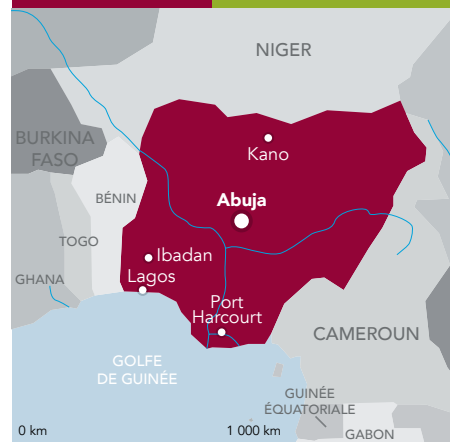 NIGER
BURKINA
FASO
Kano
BÉNIN
Abuja
TOGO
Ibadan
GHANA
Lagos
Port
Harcourt
CAMEROUN
GOLFE
DE GUINÉE
GUINÉE
ÉQUATORIALE
0 km
1 000 km
GABON